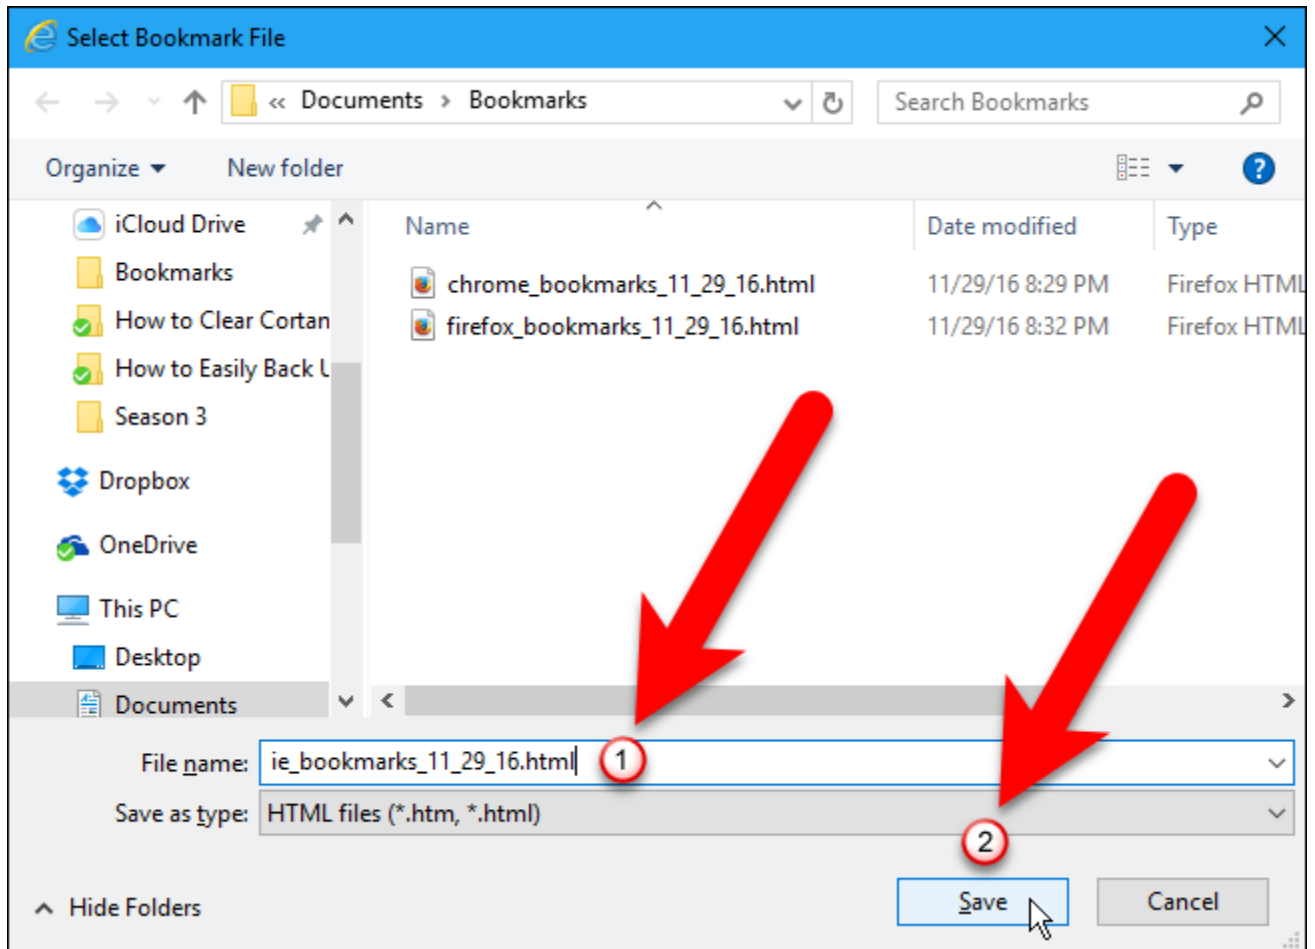 Select Bookmark File
« Documents > Bookmarks
Search Bookmarks
Organize
New folder
iCloud Drive
Bookmarks
How to Clear Cortan
How to Easily Back U
Season 3
Dropbox
OneDrive
This PC
Desktop
Documents
Name
Date modified
Type
chrome_bookmarks_11_29_16.html
11/29/16 8:29 PM
Firefox HTML
firefox_bookmarks_11_29_16.html
11/29/16 8:32 PM
Firefox HTML
File name:
ie_bookmarks_11_29_16.html
1
Save as type:
HTML files (*.htm, *.html)
2
Hide Folders
Save
Cancel